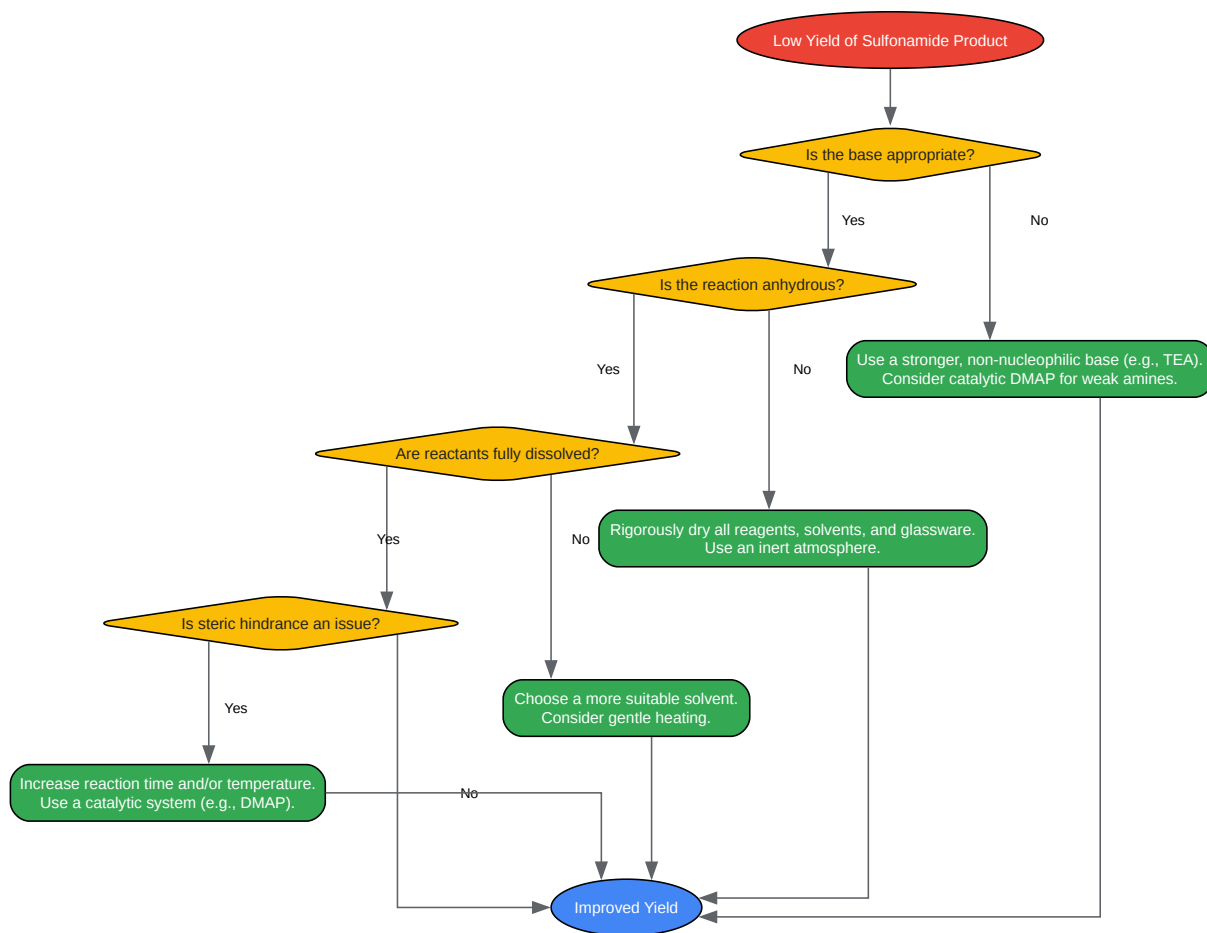 Low Yield of Sulfonamide Product
Is the base appropriate?
Yes
No
Is the reaction anhydrous?
Use a stronger, non-nucleophilic base (e.g., TEA).
Consider catalytic DMAP for weak amines.
Yes
No
Are reactants fully dissolved?
Rigorously dry all reagents, solvents, and glassware.
Use an inert atmosphere.
Yes
No
Is steric hindrance an issue?
Choose a more suitable solvent.
Consider gentle heating.
Yes
Increase reaction time and/or temperature.
Use a catalytic system (e.g., DMAP).
No
Improved Yield